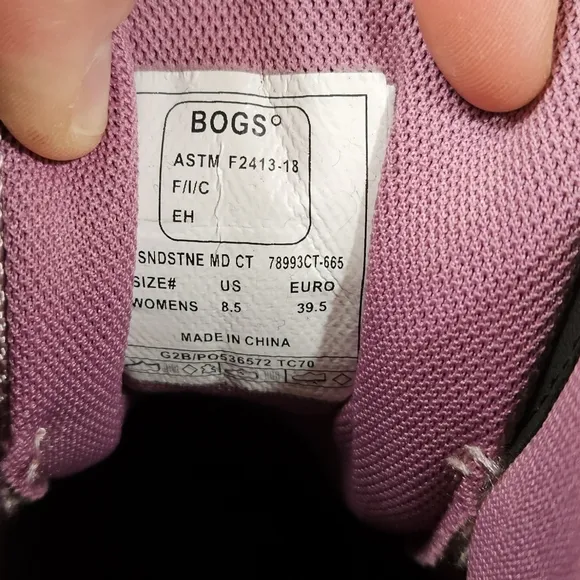 BOGS°
ASTM F2413-18
F/I/C
EH
SNDSTNE MD CT 78993CT-665
SIZE# US EURO
WOMENS 8.5 39.5
MADE IN CHINA
G2B/PO536572 TC70